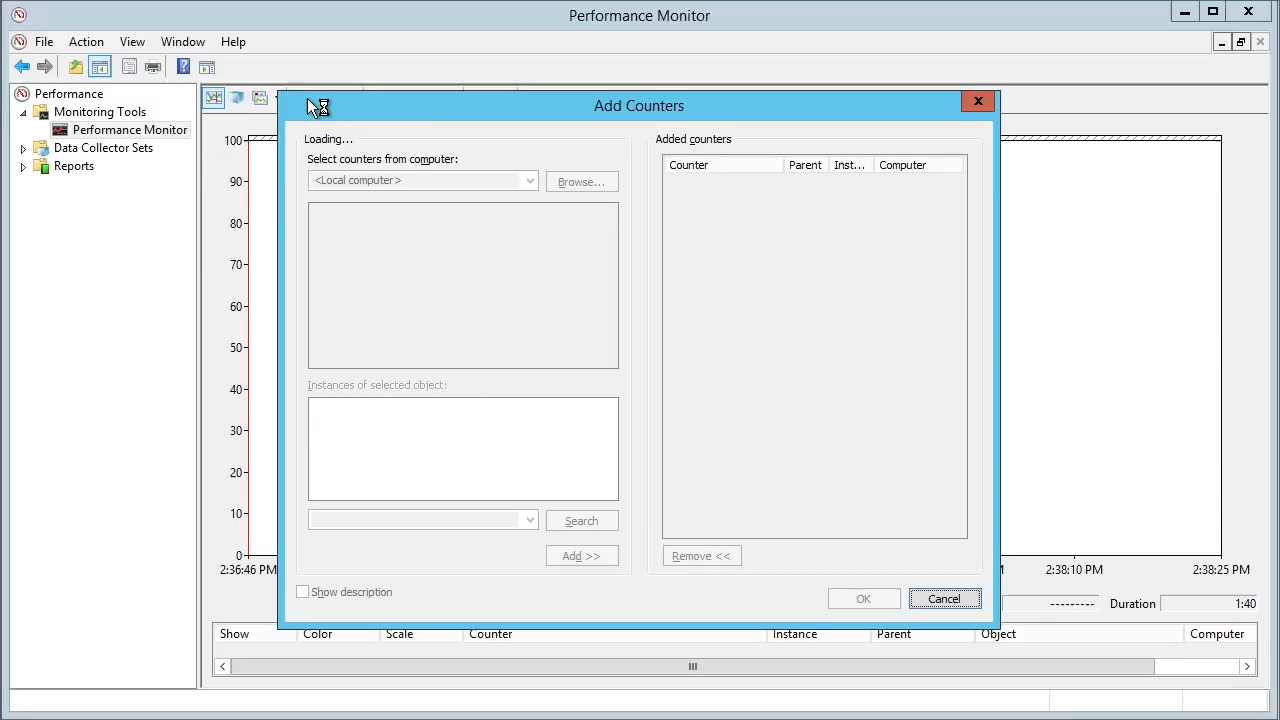 Performance Monitor
File Action View Window Help
Performance
Monitoring Tools
Performance Monitor
Data Collector Sets
Reports
Add Counters
Loading...
Select counters from computer:
<Local computer>
Browse...
Instances of selected object:
Search
Add >>
Show description
Added counters
Counter Parent Inst... Computer
Remove <<
OK Cancel
100
90
80
70
60
50
40
30
20
10
0
2:36:46 PM 2:38:10 PM 2:38:25 PM
--------- Duration 1:40
Show Color Scale Counter Instance Parent Object Computer